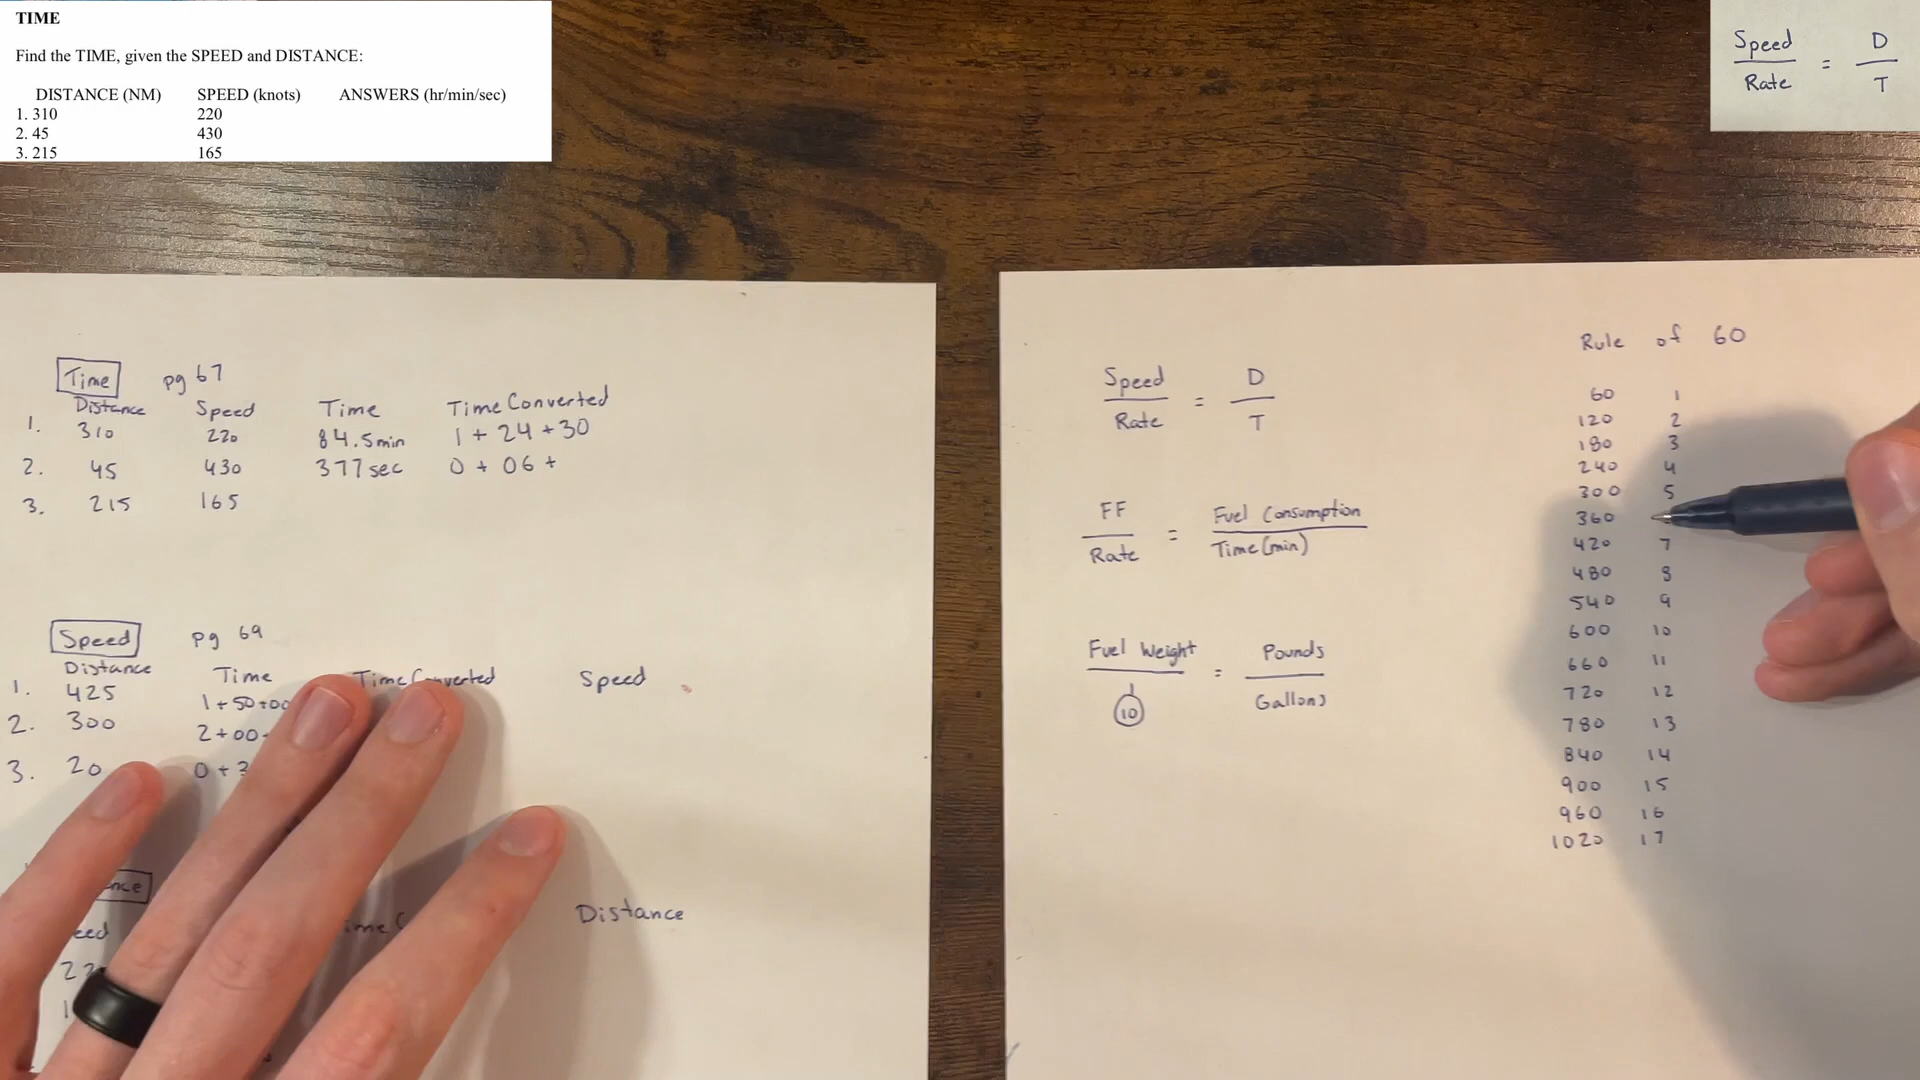 TIME
Find the TIME, given the SPEED and DISTANCE:
DISTANCE (NM) SPEED (knots) ANSWERS (hr/min/sec)
1. 310 220
2. 45 430
3. 215 165
Speed = D
Rate T
Time pg 67
Distance Speed Time Time Converted
1. 310 220 84.5min 1 + 24 + 30
2. 45 430 377sec 0 + 06 +
3. 215 165
Speed pg 69
Distance Time Speed
1. 425 1+50+00
2. 300 2+00
3. 20 0+3
Distance
Speed = D
Rate T
FF = Fuel Consumption
Rate Time(min)
Fuel Weight = Pounds
10 Gallons
Rule of 60
60 1
120 2
180 3
240 4
300 5
360
420 7
480 8
540 9
600 10
660 11
720 12
780 13
840 14
900 15
960 16
1020 17